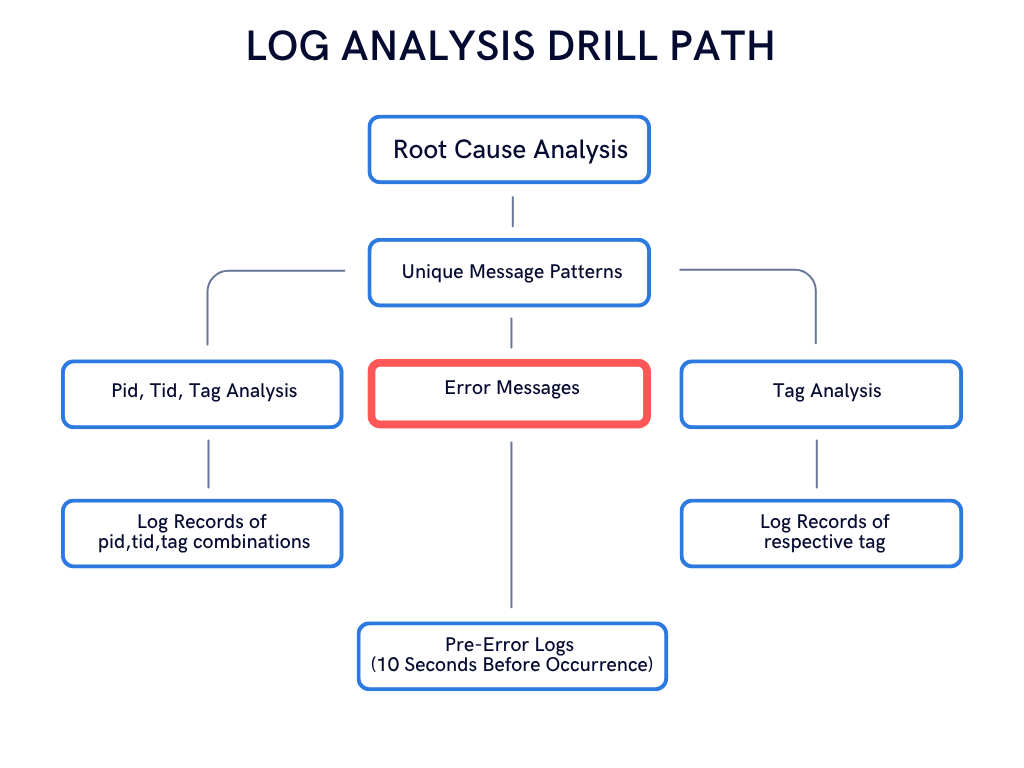 LOG ANALYSIS DRILL PATH
Root Cause Analysis
Unique Message Patterns
Pid, Tid, Tag Analysis
Error Messages
Tag Analysis
Log Records of
pid,tid,tag combinations
Log Records of
respective tag
Pre-Error Logs
(10 Seconds Before Occurrence)